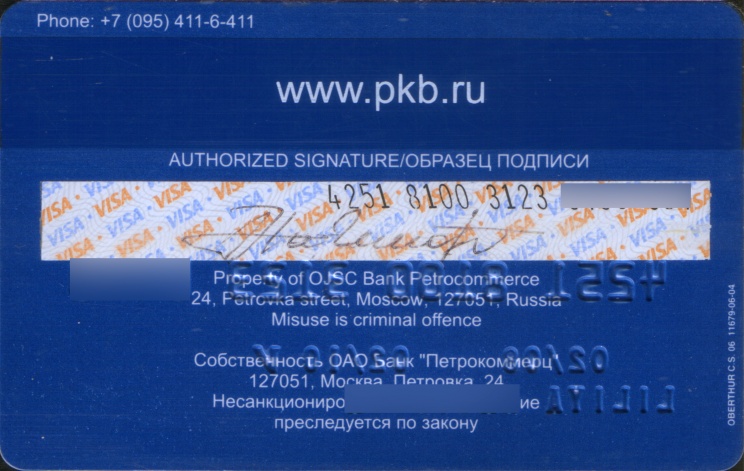 Phone: +7 (095) 411-6-411
www.pkb.ru
AUTHORIZED SIGNATURE/ОБРАЗЕЦ ПОДПИСИ
VISA
4251 8100 3123
Property of OJSC Bank Petrocommerce
24, Petrovka street, Moscow, 127051, Russia
Misuse is criminal offence
Собственность ОАО Банк "Петрокоммерц"
127051, Москва, Петровка, 24
преследуется по закону
OBERTHUR C.S. 06 11679-06-04